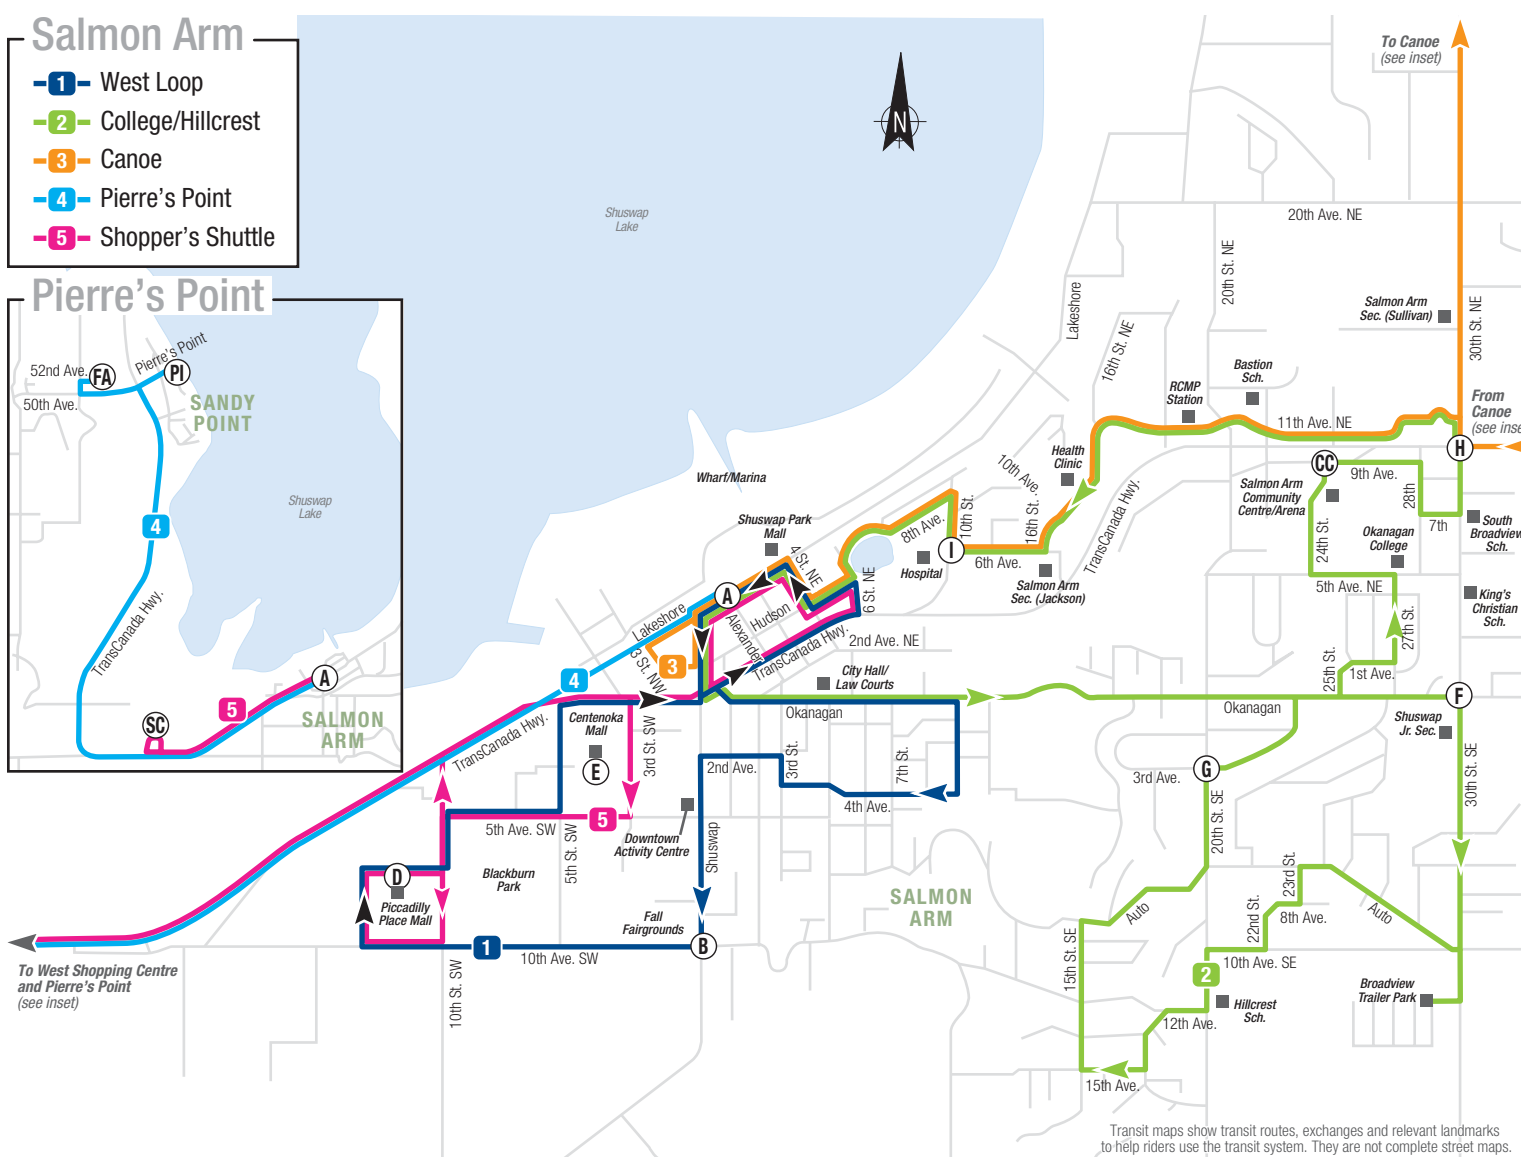 Salmon Arm
1 West Loop
2 College/Hillcrest
3 Canoe
4 Pierre's Point
5 Shopper's Shuttle
Pierre's Point
52nd Ave.
FA
Pierre's Point
PI
50th Ave.
SANDY
POINT
4
Shuswap
Lake
TransCanada Hwy.
A
5
SC
SALMON
ARM
N
Shuswap
Lake
To Canoe
(see inset)
20th Ave. NE
20th St. NE
Lakeshore
16th St. NE
Salmon Arm
Sec. (Sullivan)
30th St. NE
Bastion
Sch.
RCMP
Station
11th Ave. NE
From
Canoe
(see inse
H
Health
Clinic
10th Ave.
16th St.
TransCanada Hwy.
CC
9th Ave.
28th
7th
Salmon Arm
Community
Centre/Arena
24th St.
Okanagan
College
South
Broadview
Sch.
5th Ave. NE
King's
Christian
Sch.
27th St.
25th St.
1st Ave.
Wharf/Marina
Shuswap Park
Mall
4 St. NE
8th Ave.
10th St.
I
6th Ave.
Hospital
Salmon Arm
Sec. (Jackson)
6 St. NE
A
Lakeshore
Alexander
Hudson
TransCanada Hwy.
2nd Ave. NE
3
3 St. NW
4
City Hall/
Law Courts
Okanagan
Okanagan
F
Shuswap
Jr. Sec.
30th St. SE
TransCanada Hwy.
Centenoka
Mall
E
3rd St. SW
2nd Ave.
3rd St.
7th St.
4th Ave.
3rd Ave.
G
20th St. SE
5th Ave. SW
5
5th St. SW
Downtown
Activity Centre
Shuswap
D
Piccadilly
Place Mall
Blackburn
Park
Fall
Fairgrounds
SALMON
ARM
Auto
23rd St.
22nd St.
8th Ave.
Auto
15th St. SE
1
10th Ave. SW
B
10th St. SW
To West Shopping Centre
and Pierre's Point
(see inset)
10th Ave. SE
2
Hillcrest
Sch.
12th Ave.
Broadview
Trailer Park
15th Ave.
Transit maps show transit routes, exchanges and relevant landmarks
to help riders use the transit system. They are not complete street maps.